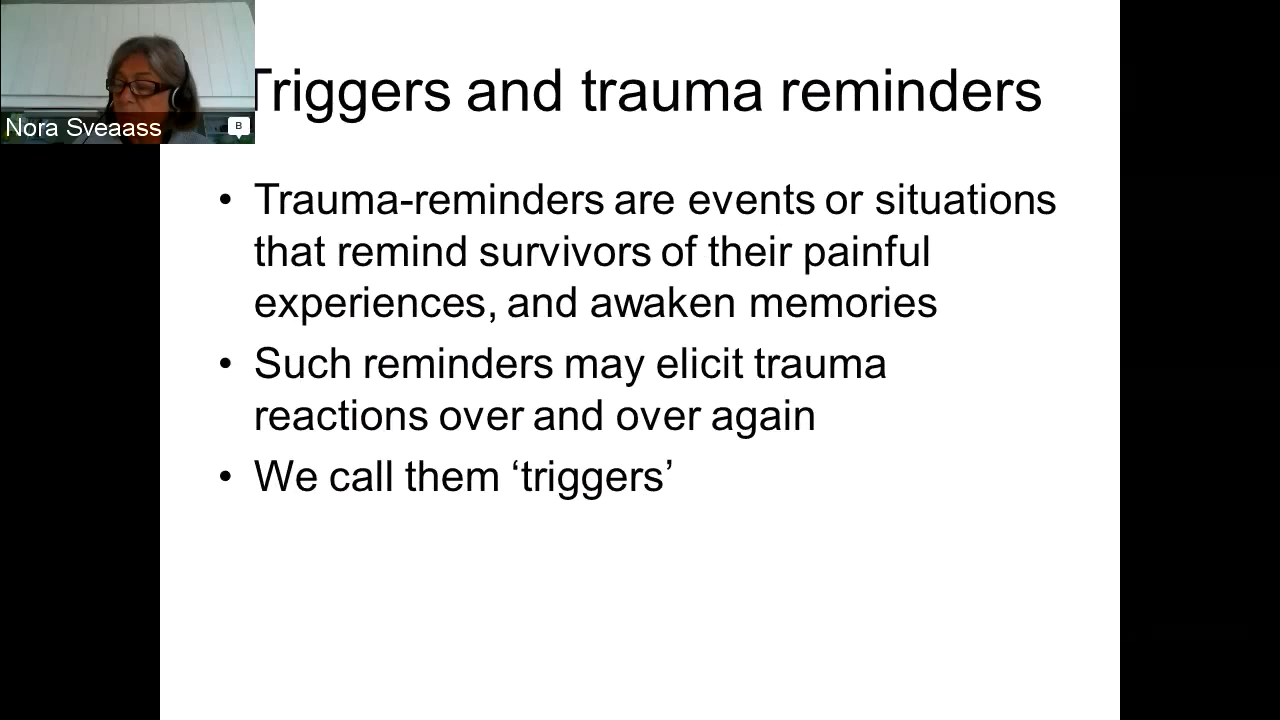 Triggers and trauma reminders
Nora Sveaass
B
• Trauma-reminders are events or situations
that remind survivors of their painful
experiences, and awaken memories
• Such reminders may elicit trauma
reactions over and over again
• We call them ‘triggers’